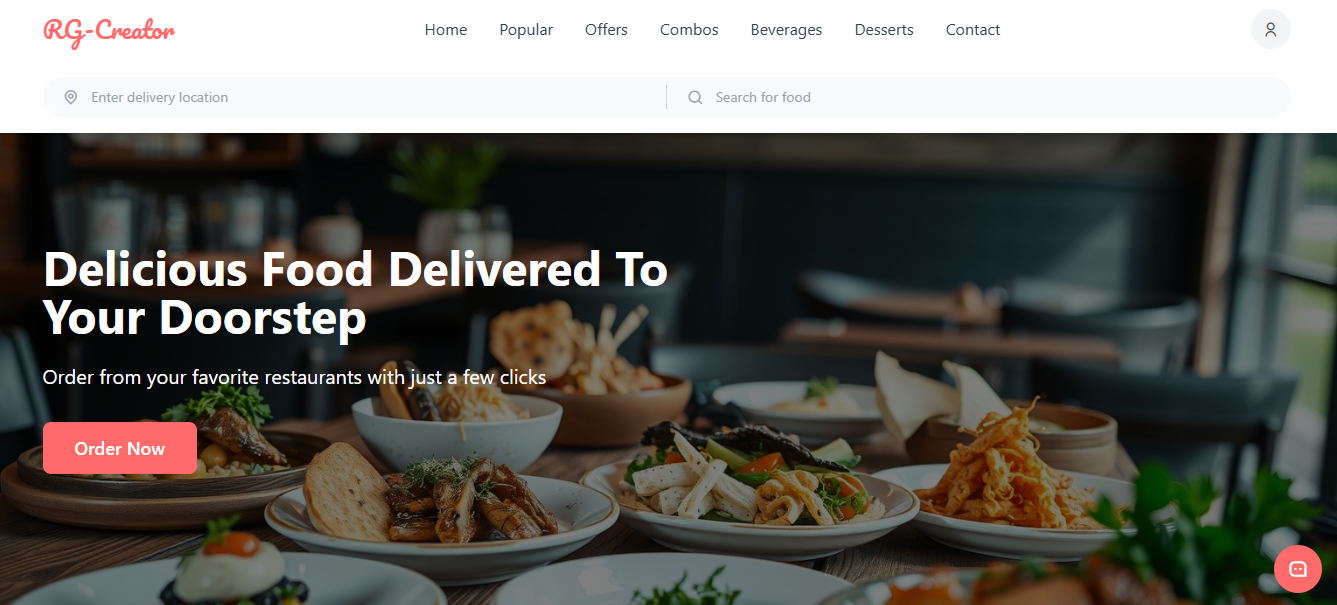 RG-Creator
Home
Popular
Offers
Combos
Beverages
Desserts
Contact
Enter delivery location
Search for food
Delicious Food Delivered To
Your Doorstep
Order from your favorite restaurants with just a few clicks
Order Now